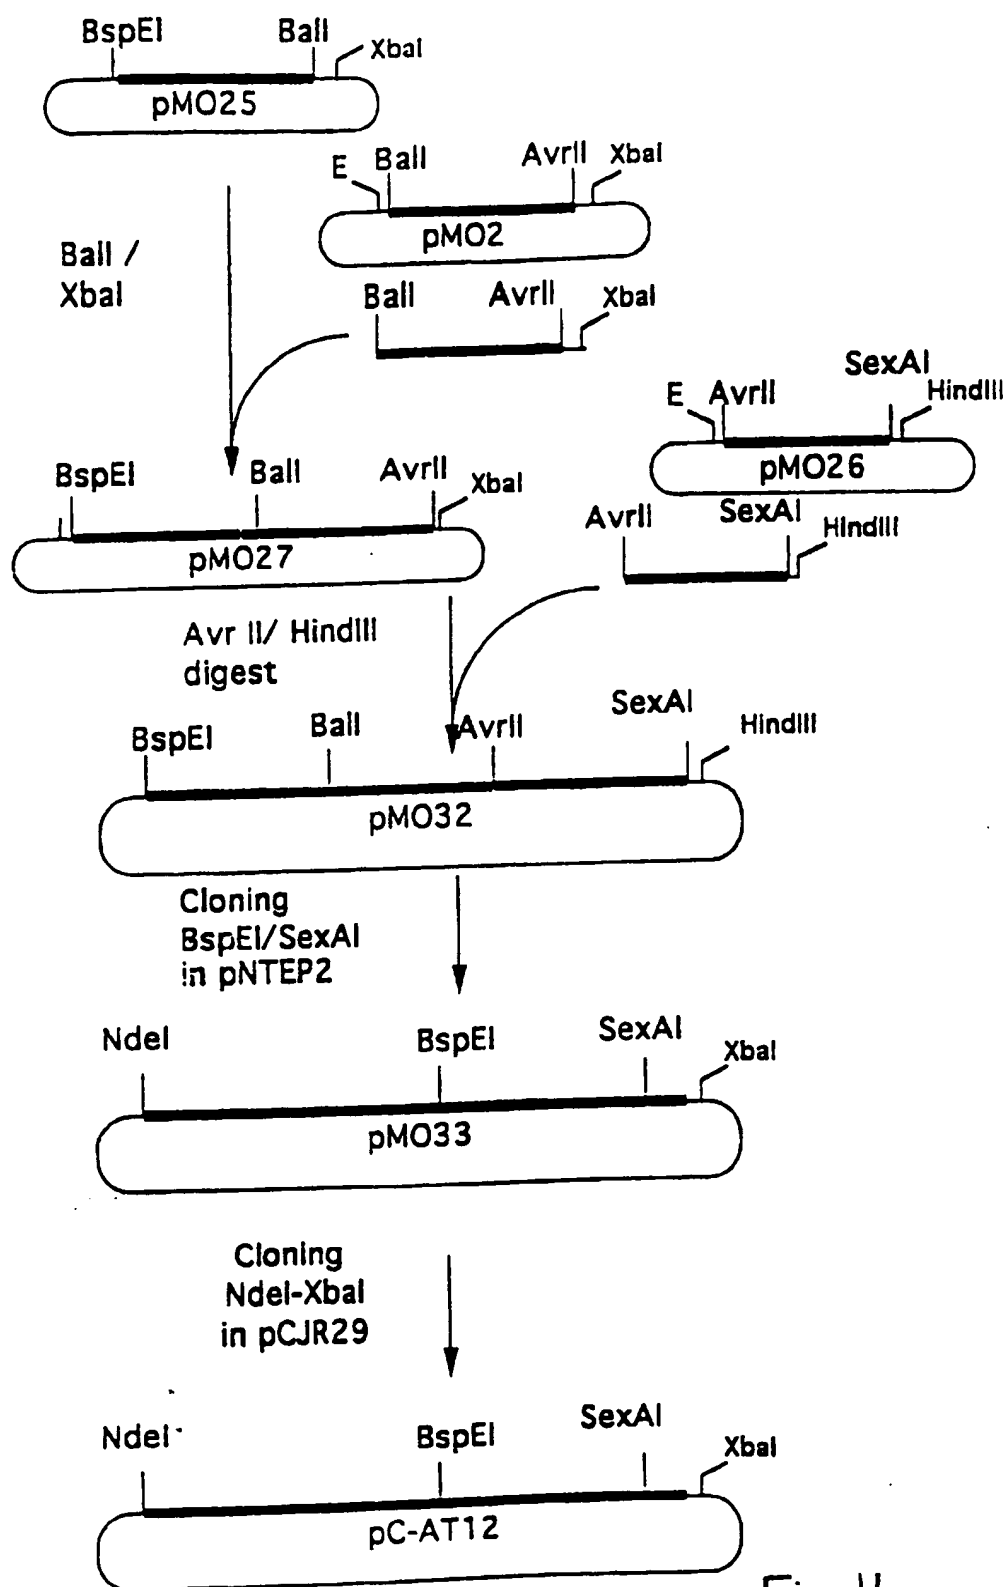 BspEI BalI XbaI
pMO25
E BalI AvrII XbaI
pMO2
BalI /
XbaI
BalI AvrII XbaI
SexAI
E AvrII HindIII
pMO26
BspEI BalI AvrII XbaI
pMO27
AvrII SexAI HindIII
Avr II/ HindIII
digest
BspEI BalI AvrII SexAI HindIII
pMO32
Cloning
BspEI/SexAI
in pNTEP2
NdeI BspEI SexAI XbaI
pMO33
Cloning
NdeI-XbaI
in pCJR29
NdeI BspEI SexAI XbaI
pC-AT12